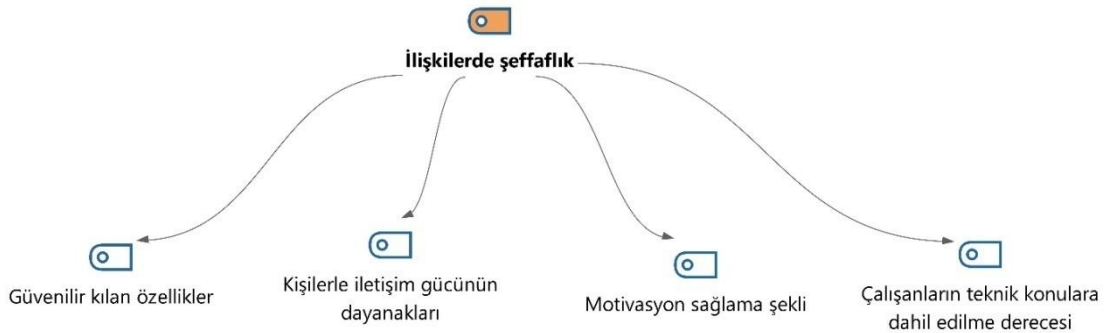 İlişkilerde şeffaflık
Güvenilir kılan özellikler
Kişilerle iletişim gücünün
dayanakları
Motivasyon sağlama şekli
Çalışanların teknik konulara
dahil edilme derecesi